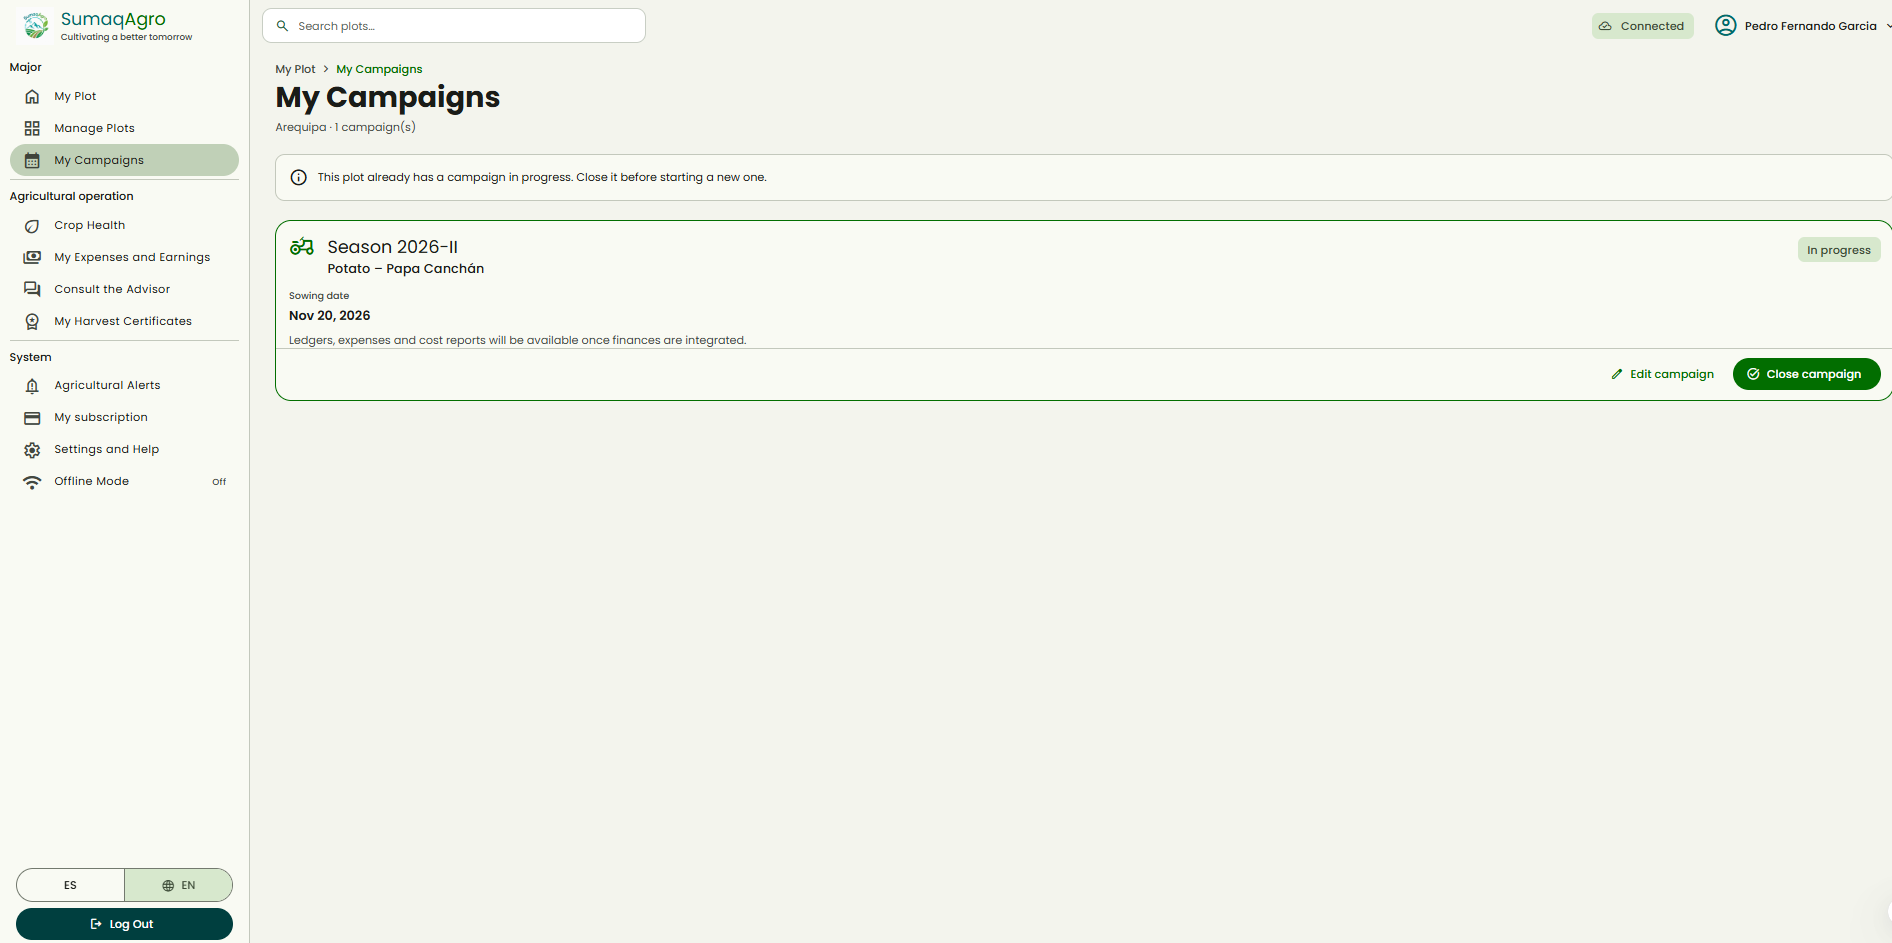 SumaqAgro
Cultivating a better tomorrow
Major
My Plot
Manage Plots
My Campaigns
Agricultural operation
Crop Health
My Expenses and Earnings
Consult the Advisor
My Harvest Certificates
System
Agricultural Alerts
My subscription
Settings and Help
Offline Mode Off
ES EN
Log Out
Search plots...
Connected
Pedro Fernando Garcia
My Plot > My Campaigns
My Campaigns
Arequipa · 1 campaign(s)
This plot already has a campaign in progress. Close it before starting a new one.
Season 2026-II
In progress
Potato – Papa Canchán
Sowing date
Nov 20, 2026
Ledgers, expenses and cost reports will be available once finances are integrated.
Edit campaign
Close campaign